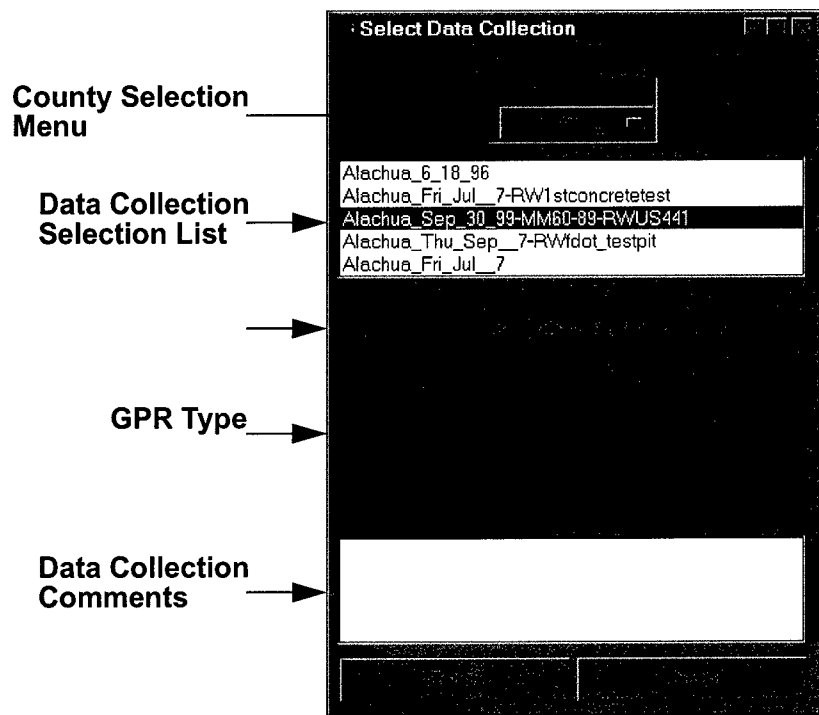 Select Data Collection
County Selection
Menu
Alachua_6_18_96
Alachua_Fri_Jul__7-RW1stconcretetest
Data Collection
Selection List
Alachua_Sep_30_99-MM60-89-RWUS441
Alachua_Thu_Sep__7-RWfdot_testpit
Alachua_Fri_Jul__7
GPR Type
Data Collection
Comments